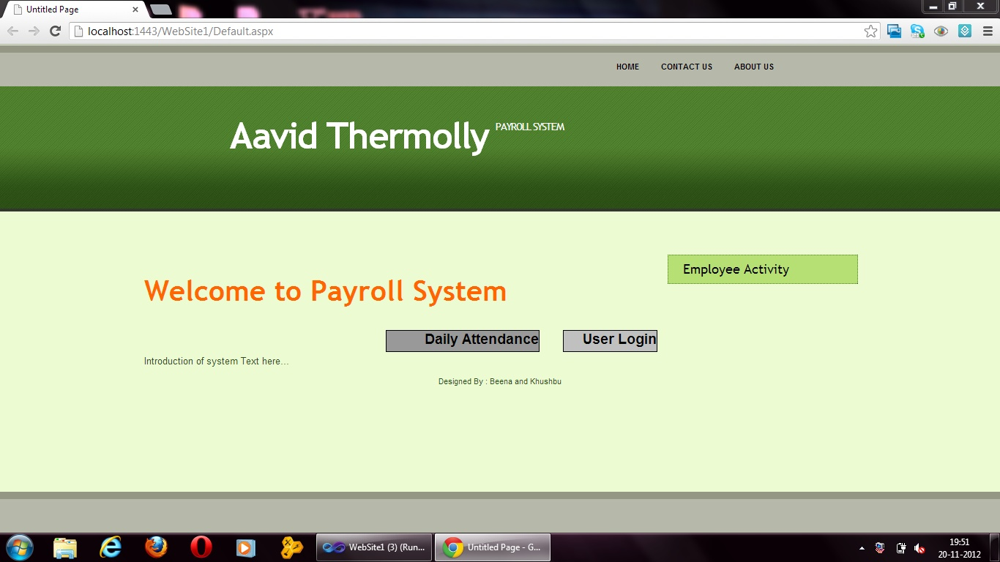 Untitled Page
localhost:1443/WebSite1/Default.aspx
HOME CONTACT US ABOUT US
Aavid Thermolly PAYROLL SYSTEM
Employee Activity
Welcome to Payroll System
Daily Attendance User Login
Introduction of system Text here...
Designed By : Beena and Khushbu
WebSite1 (3) (Run... Untitled Page - G... 19:51
20-11-2012